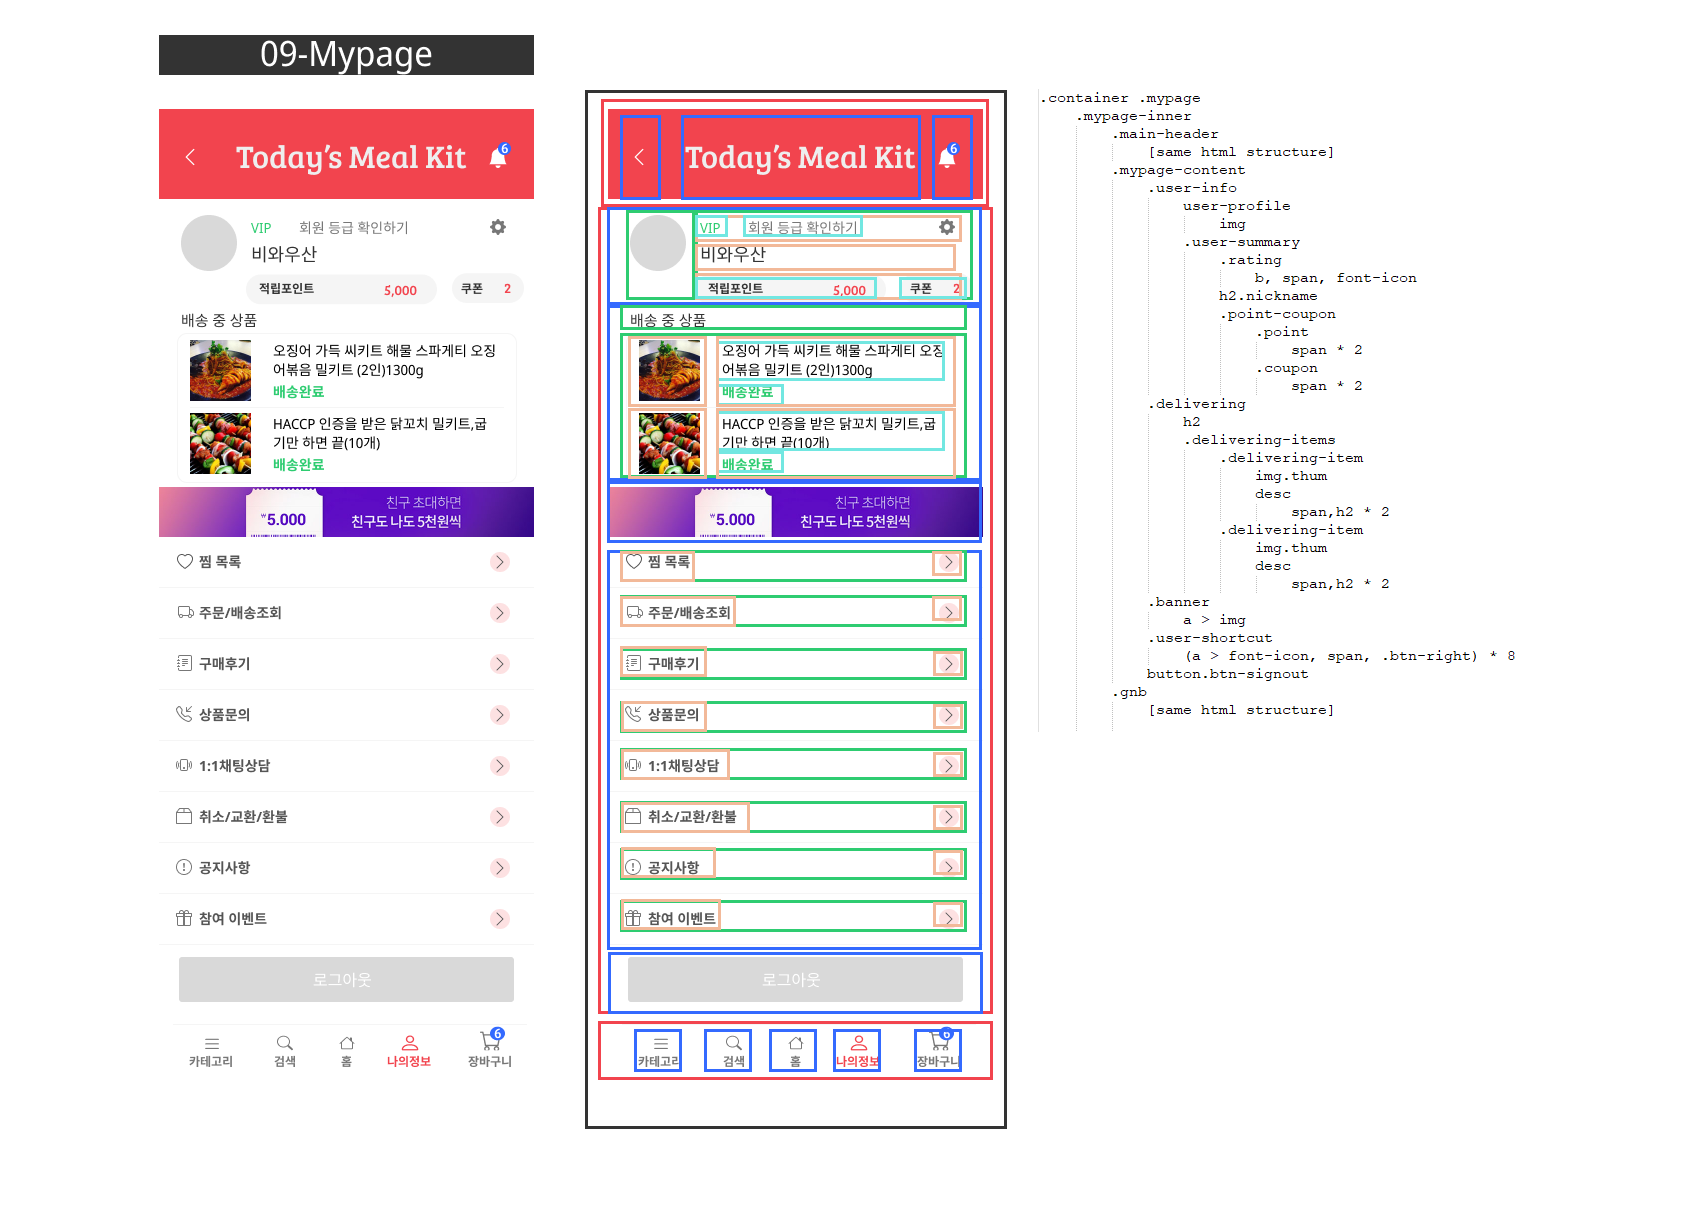 09-Mypage
Today's Meal Kit
6
VIP 회원 등급 확인하기
비와우산
적립포인트 5,000 쿠폰 2
배송 중 상품
오징어 가득 씨키트 해물 스파게티 오징
어볶음 밀키트 (2인)1300g
배송완료
HACCP 인증을 받은 닭꼬치 밀키트,굽
기만 하면 끝(10개)
배송완료
₩5.000
친구 초대하면
친구도 나도 5천원씩
찜 목록
주문/배송조회
구매후기
상품문의
1:1채팅상담
취소/교환/환불
공지사항
참여 이벤트
로그아웃
6
카테고리 검색 홈 나의정보 장바구니
Today's Meal Kit
6
VIP 회원 등급 확인하기
비와우산
적립포인트 5,000 쿠폰 2
배송 중 상품
오징어 가득 씨키트 해물 스파게티 오징
어볶음 밀키트 (2인)1300g
배송완료
HACCP 인증을 받은 닭꼬치 밀키트,굽
기만 하면 끝(10개)
배송완료
₩5.000
친구 초대하면
친구도 나도 5천원씩
찜 목록
주문/배송조회
구매후기
상품문의
1:1채팅상담
취소/교환/환불
공지사항
참여 이벤트
로그아웃
6
카테고리 검색 홈 나의정보 장바구니
.container .mypage
.mypage-inner
.main-header
[same html structure]
.mypage-content
.user-info
user-profile
img
.user-summary
.rating
b, span, font-icon
h2.nickname
.point-coupon
.point
span * 2
.coupon
span * 2
.delivering
h2
.delivering-items
.delivering-item
img.thum
desc
span,h2 * 2
.delivering-item
img.thum
desc
span,h2 * 2
.banner
a > img
.user-shortcut
(a > font-icon, span, .btn-right) * 8
button.btn-signout
.gnb
[same html structure]